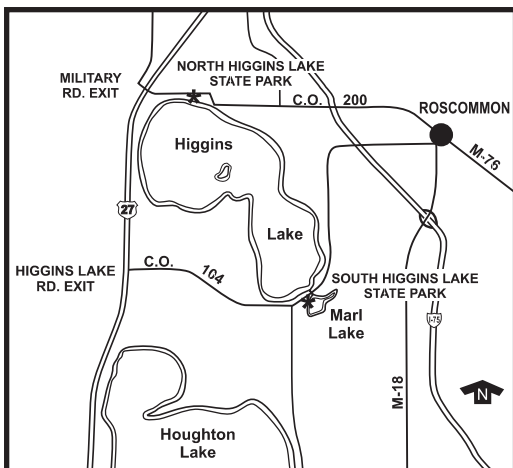 MILITARY
RD. EXIT
NORTH HIGGINS LAKE
STATE PARK
C.O. 200
ROSCOMMON
M-76
Higgins
Lake
27
C.O. 104
HIGGINS LAKE
RD. EXIT
SOUTH HIGGINS LAKE
STATE PARK
Marl
Lake
I-75
M-18
N
Houghton
Lake